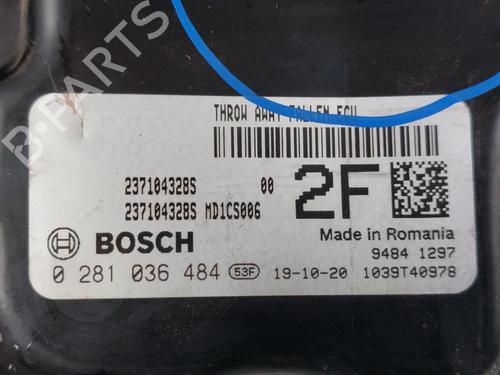 THROW AWAY FALLEN ECU
237104328S 00
237104328S MD1CS006
2F
BOSCH
Made in Romania
9484 1297
0 281 036 484 53F 19-10-20 1039T40978
B-PARTS